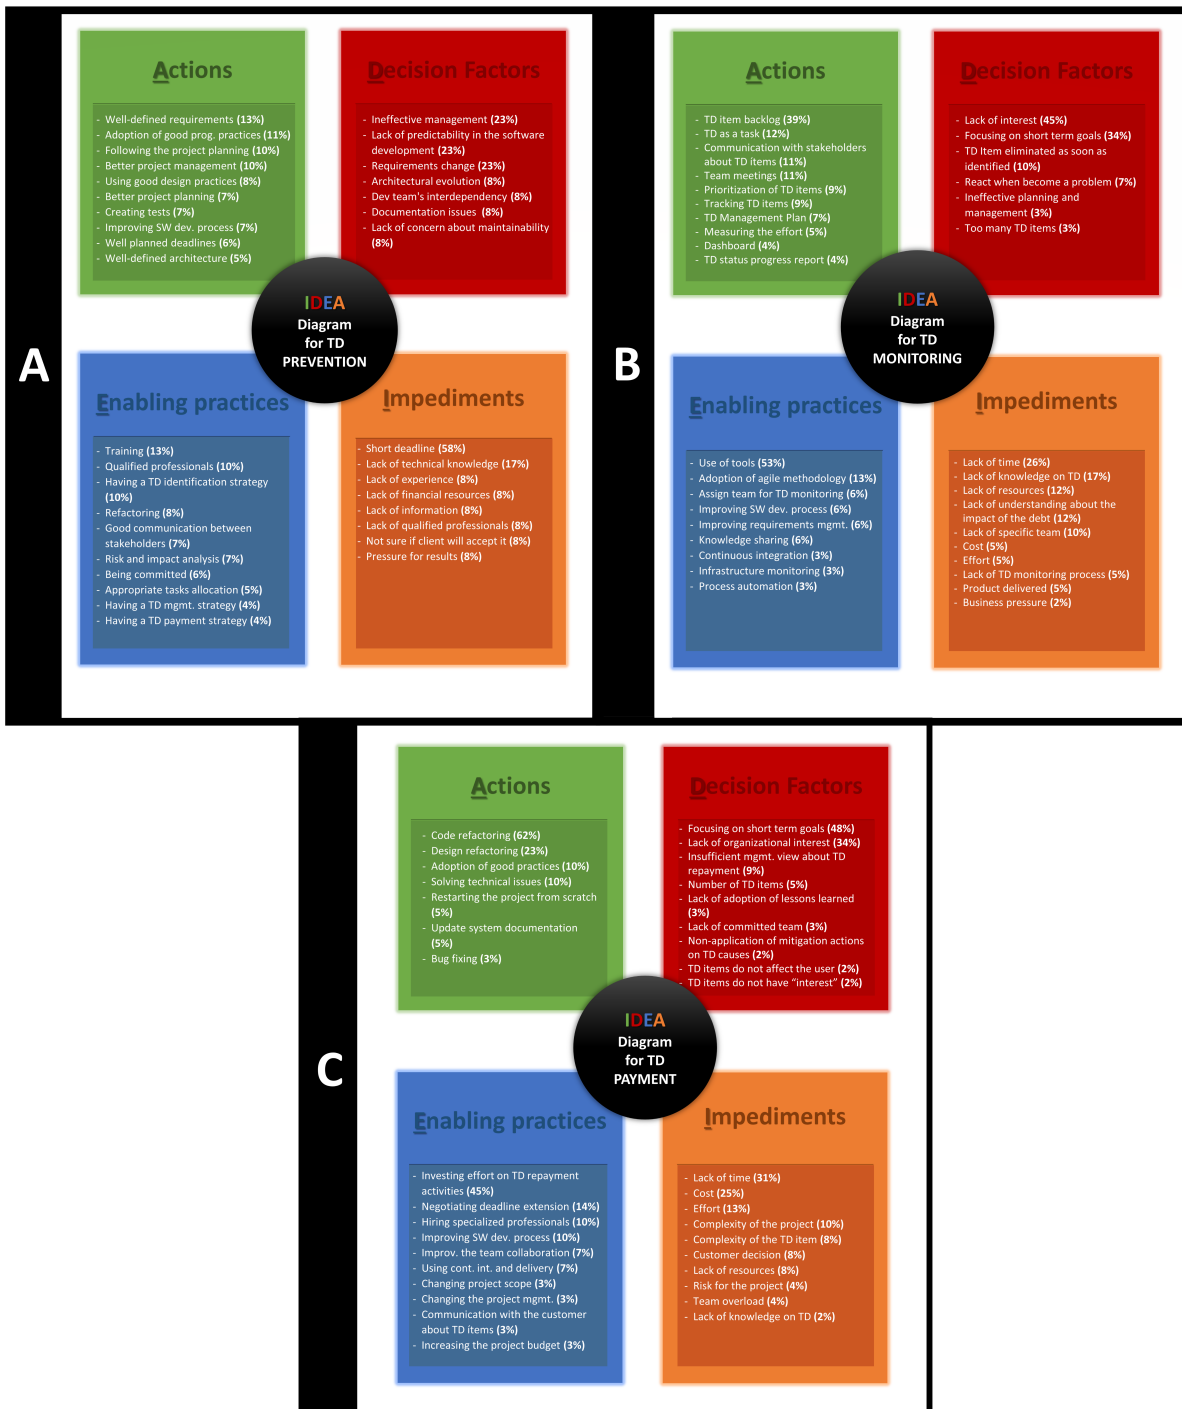 A
Actions
- Well-defined requirements (13%)
- Adoption of good prog. practices (11%)
- Following the project planning (10%)
- Better project management (10%)
- Using good design practices (8%)
- Better project planning (7%)
- Creating tests (7%)
- Improving SW dev. process (7%)
- Well planned deadlines (6%)
- Well-defined architecture (5%)
Decision Factors
- Ineffective management (23%)
- Lack of predictability in the software
development (23%)
- Requirements change (23%)
- Architectural evolution (8%)
- Dev team's interdependency (8%)
- Documentation issues (8%)
- Lack of concern about maintainability
(8%)
IDEA
Diagram
for TD
PREVENTION
Enabling practices
- Training (13%)
- Qualified professionals (10%)
- Having a TD identification strategy
(10%)
- Refactoring (8%)
- Good communication between
stakeholders (7%)
- Risk and impact analysis (7%)
- Being committed (6%)
- Appropriate tasks allocation (5%)
- Having a TD mgmt. strategy (4%)
- Having a TD payment strategy (4%)
Impediments
- Short deadline (58%)
- Lack of technical knowledge (17%)
- Lack of experience (8%)
- Lack of financial resources (8%)
- Lack of information (8%)
- Lack of qualified professionals (8%)
- Not sure if client will accept it (8%)
- Pressure for results (8%)
B
Actions
- TD item backlog (39%)
- TD as a task (12%)
- Communication with stakeholders
about TD ítems (11%)
- Team meetings (11%)
- Prioritization of TD items (9%)
- Tracking TD items (9%)
- TD Management Plan (7%)
- Measuring the effort (5%)
- Dashboard (4%)
- TD status progress report (4%)
Decision Factors
- Lack of interest (45%)
- Focusing on short term goals (34%)
- TD Item eliminated as soon as
identified (10%)
- React when become a problem (7%)
- Ineffective planning and
management (3%)
- Too many TD items (3%)
IDEA
Diagram
for TD
MONITORING
Enabling practices
- Use of tools (53%)
- Adoption of agile methodology (13%)
- Assign team for TD monitoring (6%)
- Improving SW dev. process (6%)
- Improving requirements mgmt. (6%)
- Knowledge sharing (6%)
- Continuous integration (3%)
- Infrastructure monitoring (3%)
- Process automation (3%)
Impediments
- Lack of time (26%)
- Lack of knowledge on TD (17%)
- Lack of resources (12%)
- Lack of understanding about the
impact of the debt (12%)
- Lack of specific team (10%)
- Cost (5%)
- Effort (5%)
- Lack of TD monitoring process (5%)
- Product delivered (5%)
- Business pressure (2%)
C
Actions
- Code refactoring (62%)
- Design refactoring (23%)
- Adoption of good practices (10%)
- Solving technical issues (10%)
- Restarting the project from scratch
(5%)
- Update system documentation
(5%)
- Bug fixing (3%)
Decision Factors
- Focusing on short term goals (48%)
- Lack of organizational interest (34%)
- Insufficient mgmt. view about TD
repayment (9%)
- Number of TD items (5%)
- Lack of adoption of lessons learned
(3%)
- Lack of committed team (3%)
- Non-application of mitigation actions
on TD causes (2%)
- TD items do not affect the user (2%)
- TD items do not have “interest” (2%)
IDEA
Diagram
for TD
PAYMENT
Enabling practices
- Investing effort on TD repayment
activities (45%)
- Negotiating deadline extension (14%)
- Hiring specialized professionals (10%)
- Improving SW dev. process (10%)
- Improv. the team collaboration (7%)
- Using cont. int. and delivery (7%)
- Changing project scope (3%)
- Changing the project mgmt. (3%)
- Communication with the customer
about TD ítems (3%)
- Increasing the project budget (3%)
Impediments
- Lack of time (31%)
- Cost (25%)
- Effort (13%)
- Complexity of the project (10%)
- Complexity of the TD item (8%)
- Customer decision (8%)
- Lack of resources (8%)
- Risk for the project (4%)
- Team overload (4%)
- Lack of knowledge on TD (2%)